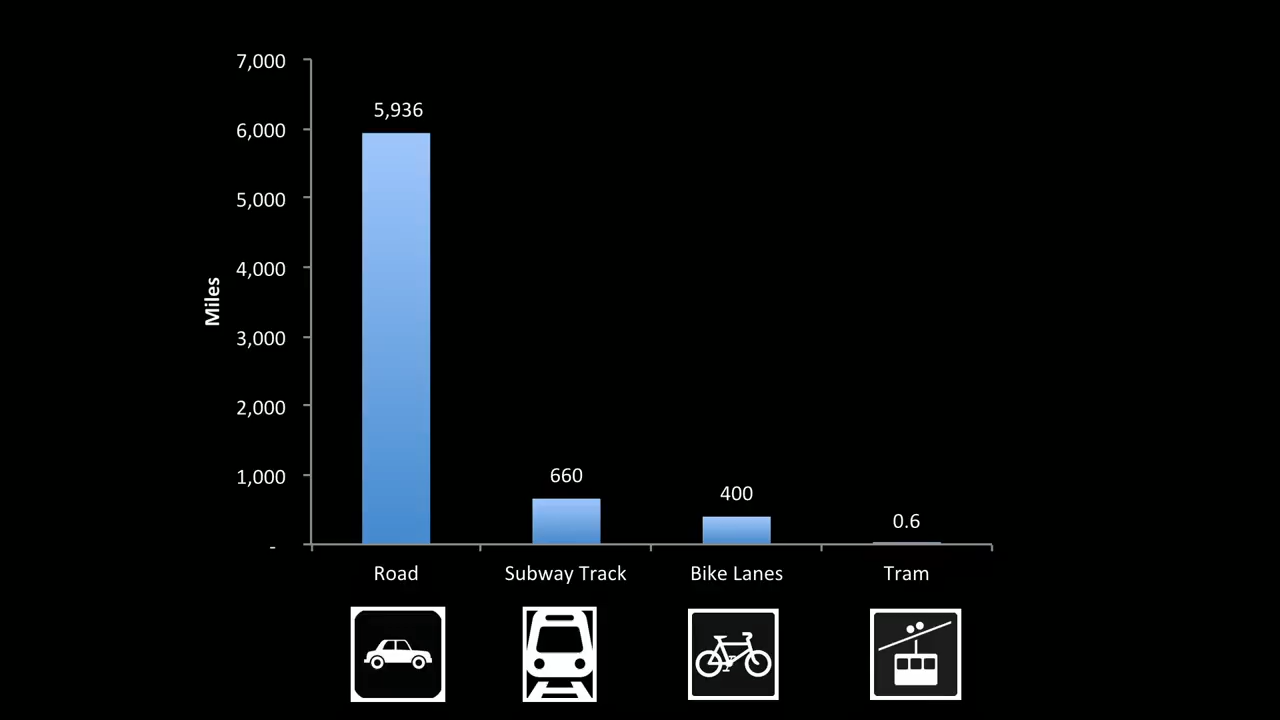 7,000
6,000
5,000
4,000
3,000
2,000
1,000
-
Miles
5,936
660
400
0.6
Road
Subway Track
Bike Lanes
Tram